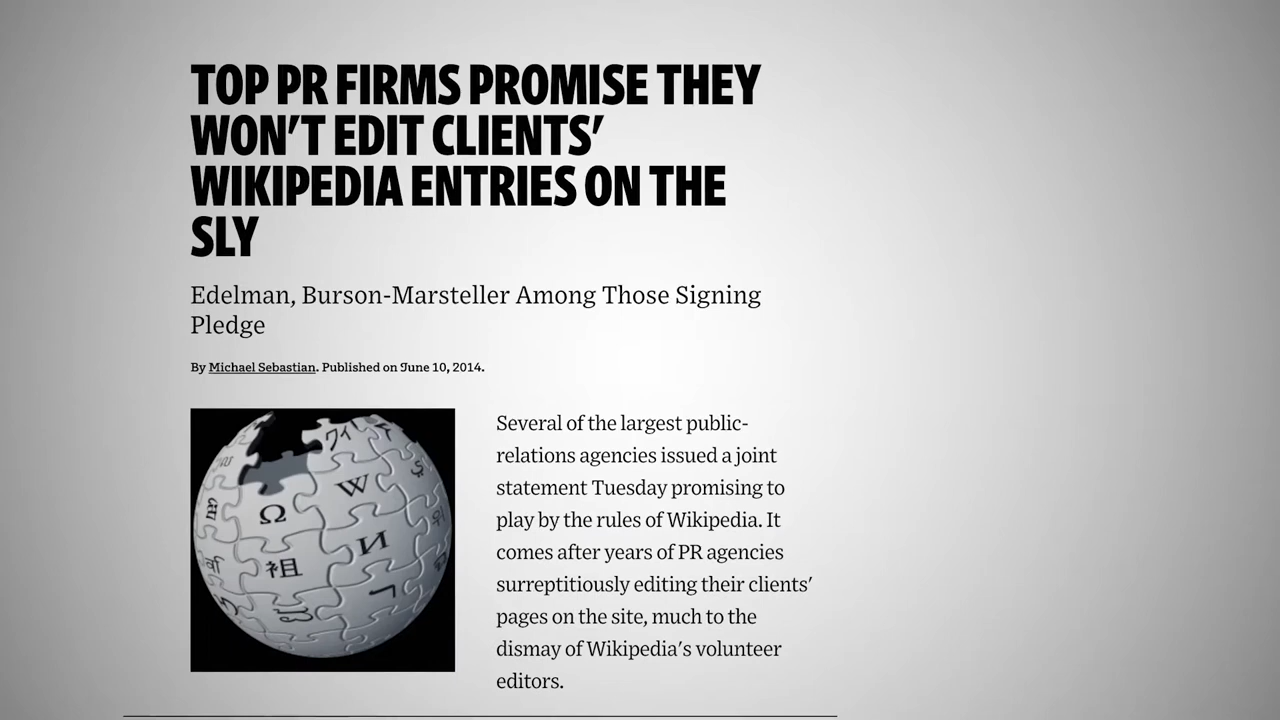 TOP PR FIRMS PROMISE THEY
WON'T EDIT CLIENTS'
WIKIPEDIA ENTRIES ON THE
SLY
Edelman, Burson-Marsteller Among Those Signing
Pledge
By Michael Sebastian. Published on June 10, 2014.
ワィ
W
Ω
И
祖
Several of the largest public-
relations agencies issued a joint
statement Tuesday promising to
play by the rules of Wikipedia. It
comes after years of PR agencies
surreptitiously editing their clients'
pages on the site, much to the
dismay of Wikipedia's volunteer
editors.